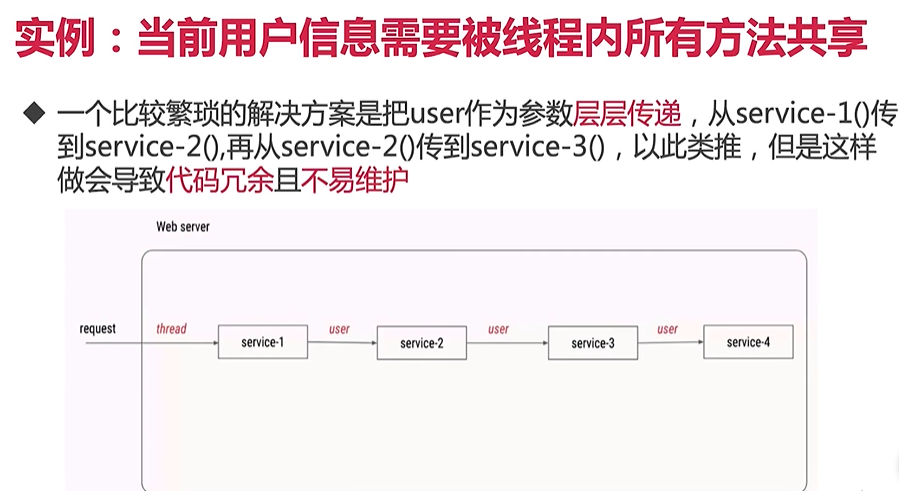 实例：当前用户信息需要被线程内所有方法共享
◆ 一个比较繁琐的解决方案是把user作为参数层层传递，从service-1()传
到service-2(),再从service-2()传到service-3()，以此类推，但是这样
做会导致代码冗余且不易维护
Web server
request thread user user user
service-1 service-2 service-3 service-4